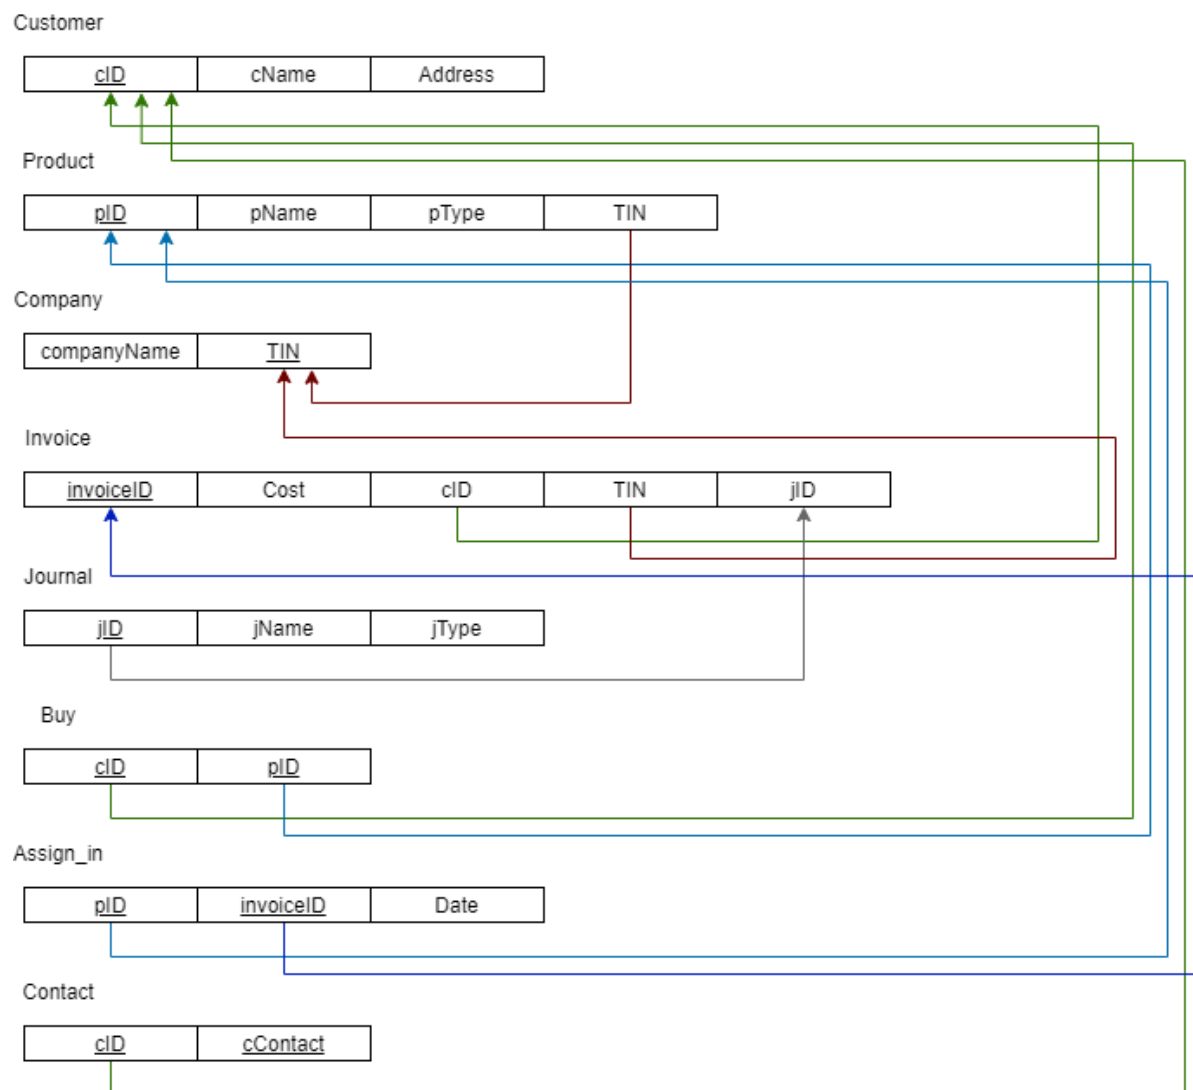 Customer
cID cName Address
Product
pID pName pType TIN
Company
companyName TIN
Invoice
invoiceID Cost cID TIN jID
Journal
jID jName jType
Buy
cID pID
Assign_in
pID invoiceID Date
Contact
cID cContact